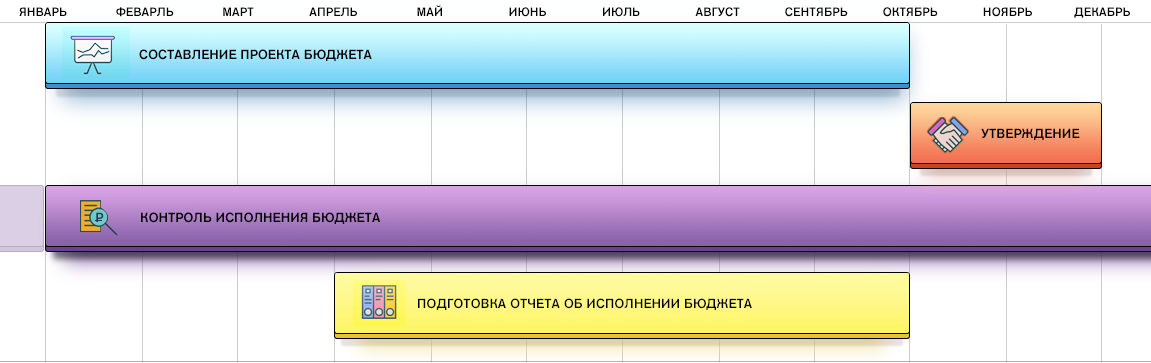 ЯНВАРЬ ФЕВАРЛЬ МАРТ АПРЕЛЬ МАЙ ИЮНЬ ИЮЛЬ АВГУСТ СЕНТЯБРЬ ОКТЯБРЬ НОЯБРЬ ДЕКАБРЬ
СОСТАВЛЕНИЕ ПРОЕКТА БЮДЖЕТА
УТВЕРЖДЕНИЕ
₽
КОНТРОЛЬ ИСПОЛНЕНИЯ БЮДЖЕТА
ПОДГОТОВКА ОТЧЕТА ОБ ИСПОЛНЕНИИ БЮДЖЕТА